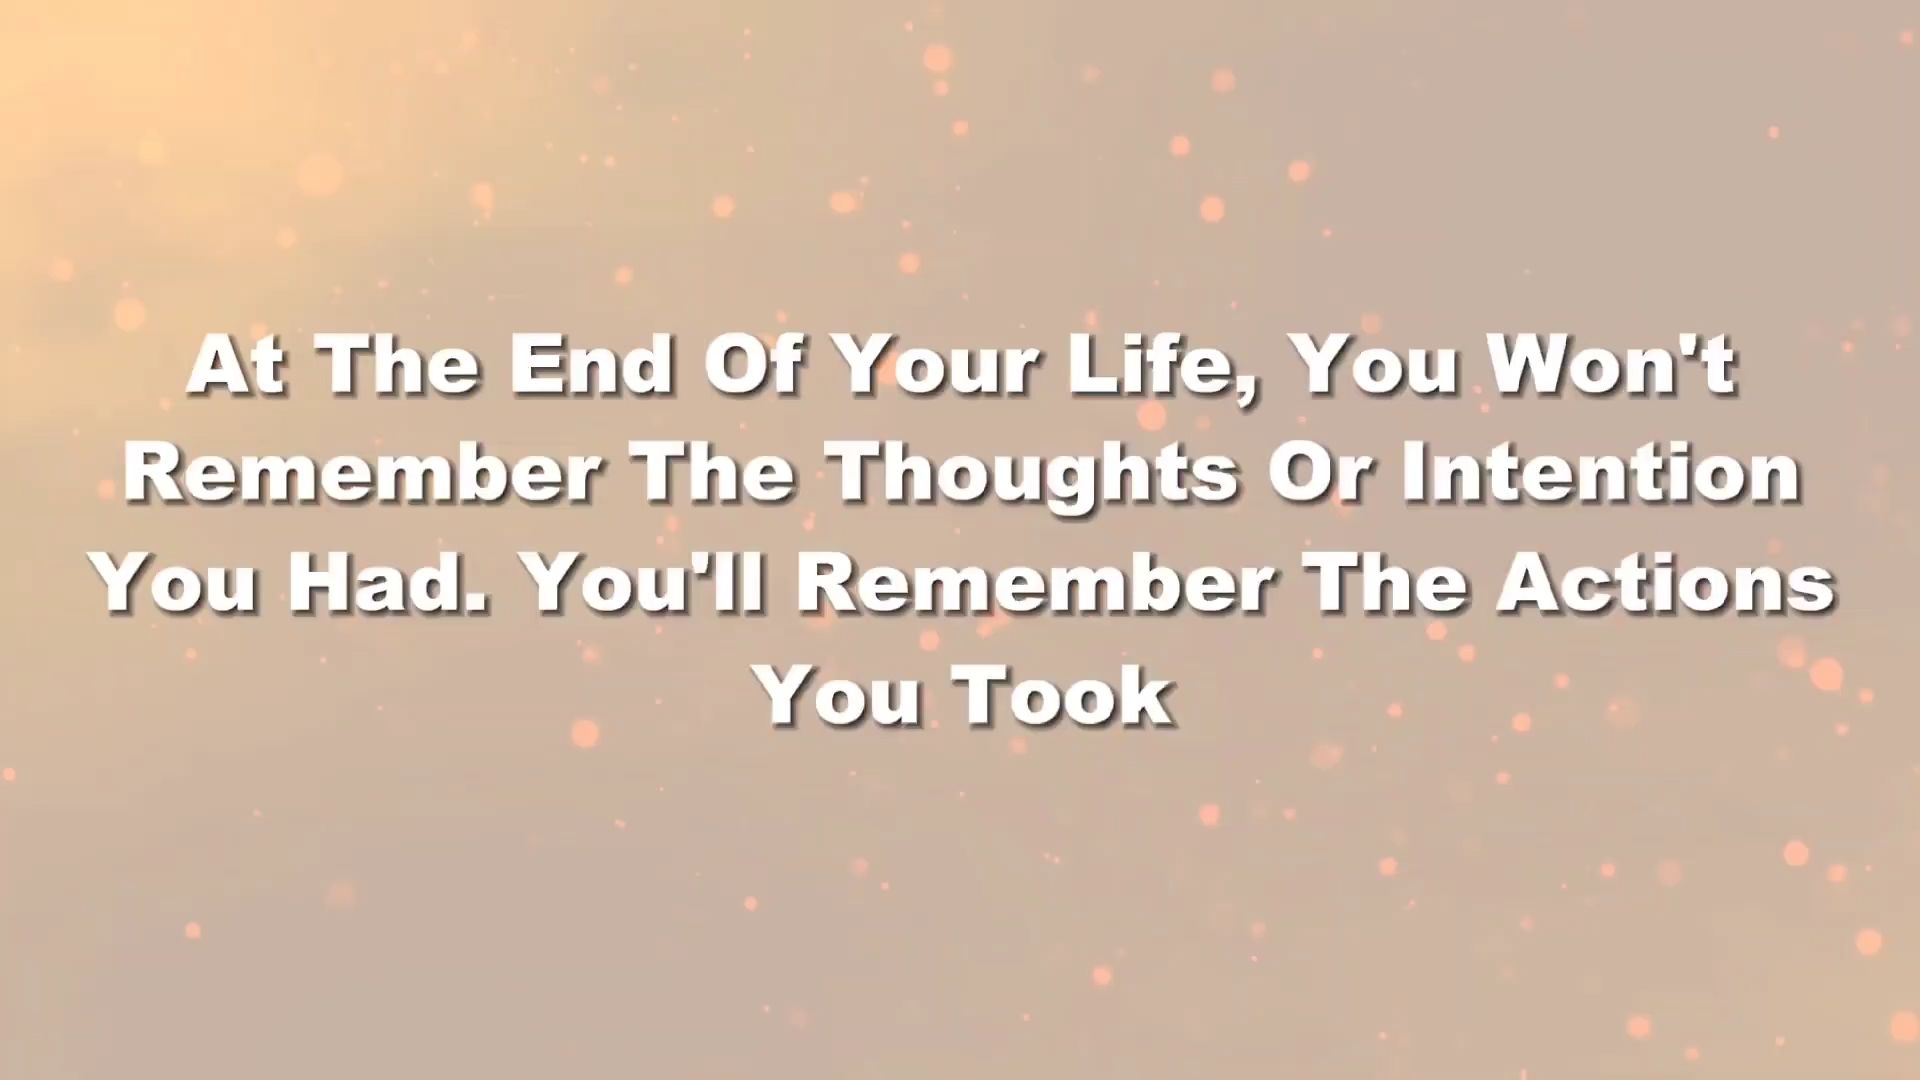 At The End Of Your Life, You Won't
Remember The Thoughts Or Intention
You Had. You'll Remember The Actions
You Took